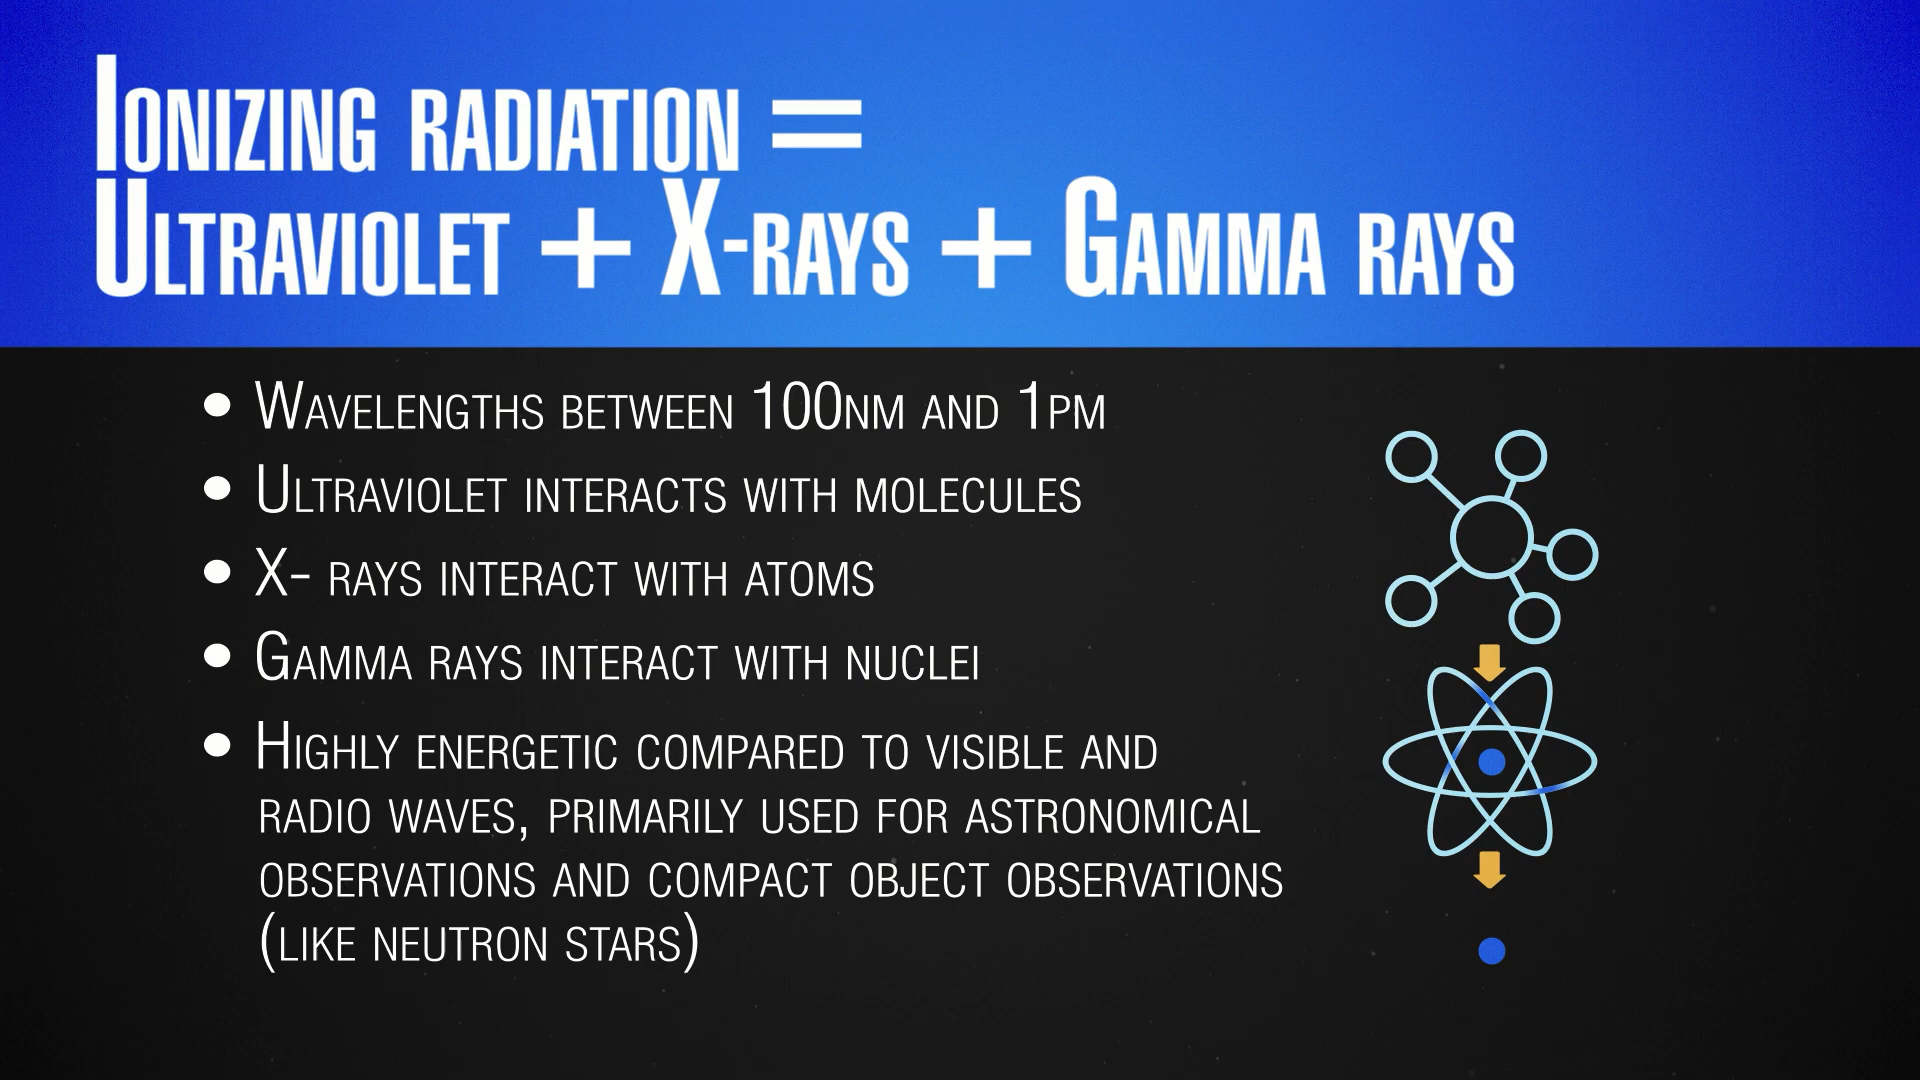 Ionizing radiation =
Ultraviolet + X-rays + Gamma rays
• Wavelengths between 100nm and 1pm
• Ultraviolet interacts with molecules
• X- rays interact with atoms
• Gamma rays interact with nuclei
• Highly energetic compared to visible and
radio waves, primarily used for astronomical
observations and compact object observations
(like neutron stars)